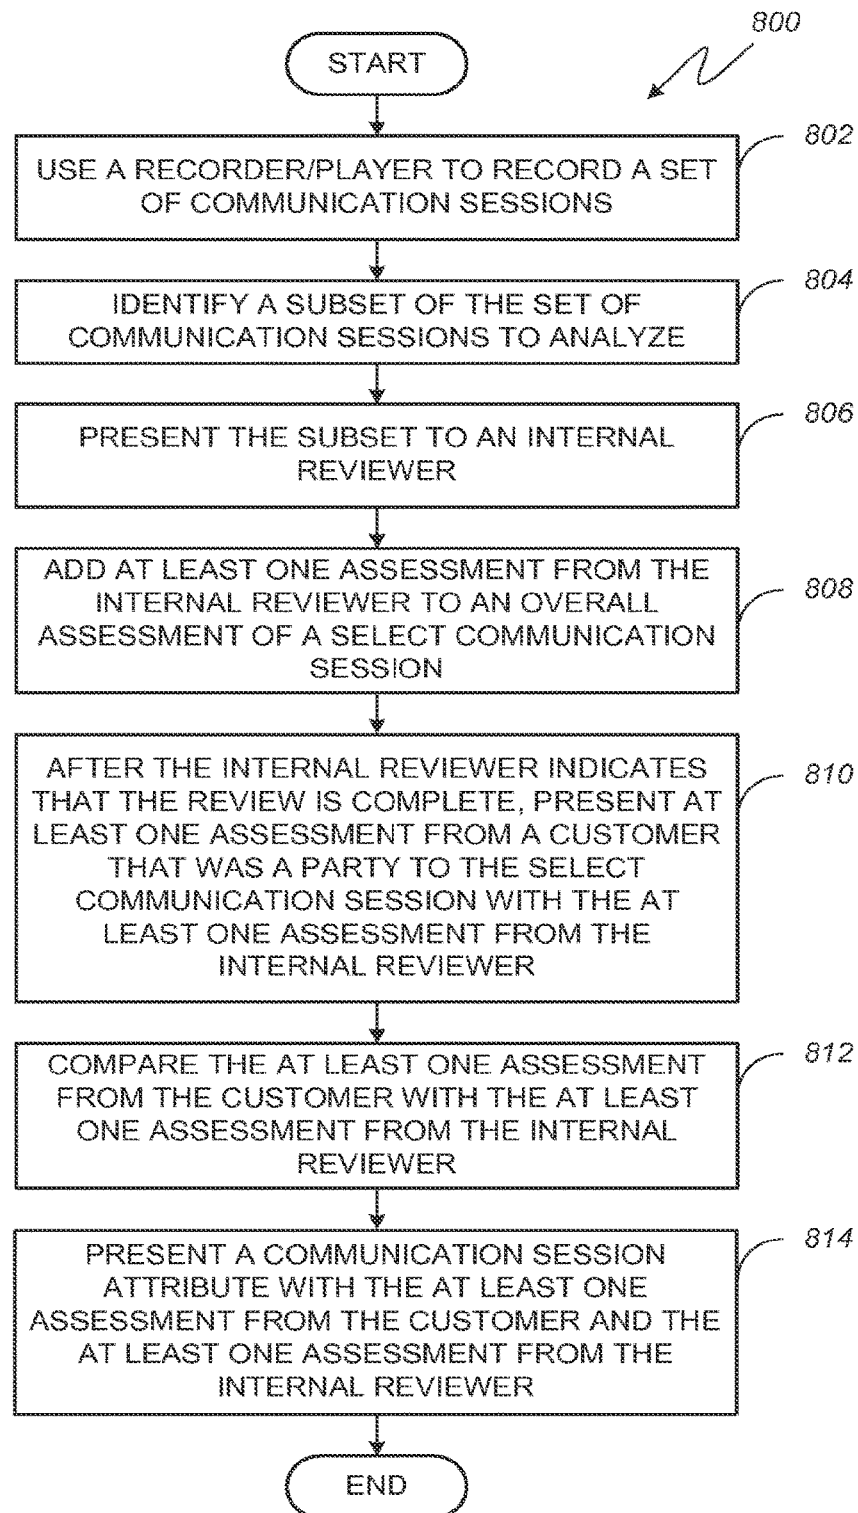 800
START
802
USE A RECORDER/PLAYER TO RECORD A SET
OF COMMUNICATION SESSIONS
804
IDENTIFY A SUBSET OF THE SET OF
COMMUNICATION SESSIONS TO ANALYZE
806
PRESENT THE SUBSET TO AN INTERNAL
REVIEWER
808
ADD AT LEAST ONE ASSESSMENT FROM THE
INTERNAL REVIEWER TO AN OVERALL
ASSESSMENT OF A SELECT COMMUNICATION
SESSION
810
AFTER THE INTERNAL REVIEWER INDICATES
THAT THE REVIEW IS COMPLETE, PRESENT AT
LEAST ONE ASSESSMENT FROM A CUSTOMER
THAT WAS A PARTY TO THE SELECT
COMMUNICATION SESSION WITH THE AT
LEAST ONE ASSESSMENT FROM THE
INTERNAL REVIEWER
812
COMPARE THE AT LEAST ONE ASSESSMENT
FROM THE CUSTOMER WITH THE AT LEAST
ONE ASSESSMENT FROM THE INTERNAL
REVIEWER
814
PRESENT A COMMUNICATION SESSION
ATTRIBUTE WITH THE AT LEAST ONE
ASSESSMENT FROM THE CUSTOMER AND THE
AT LEAST ONE ASSESSMENT FROM THE
INTERNAL REVIEWER
END